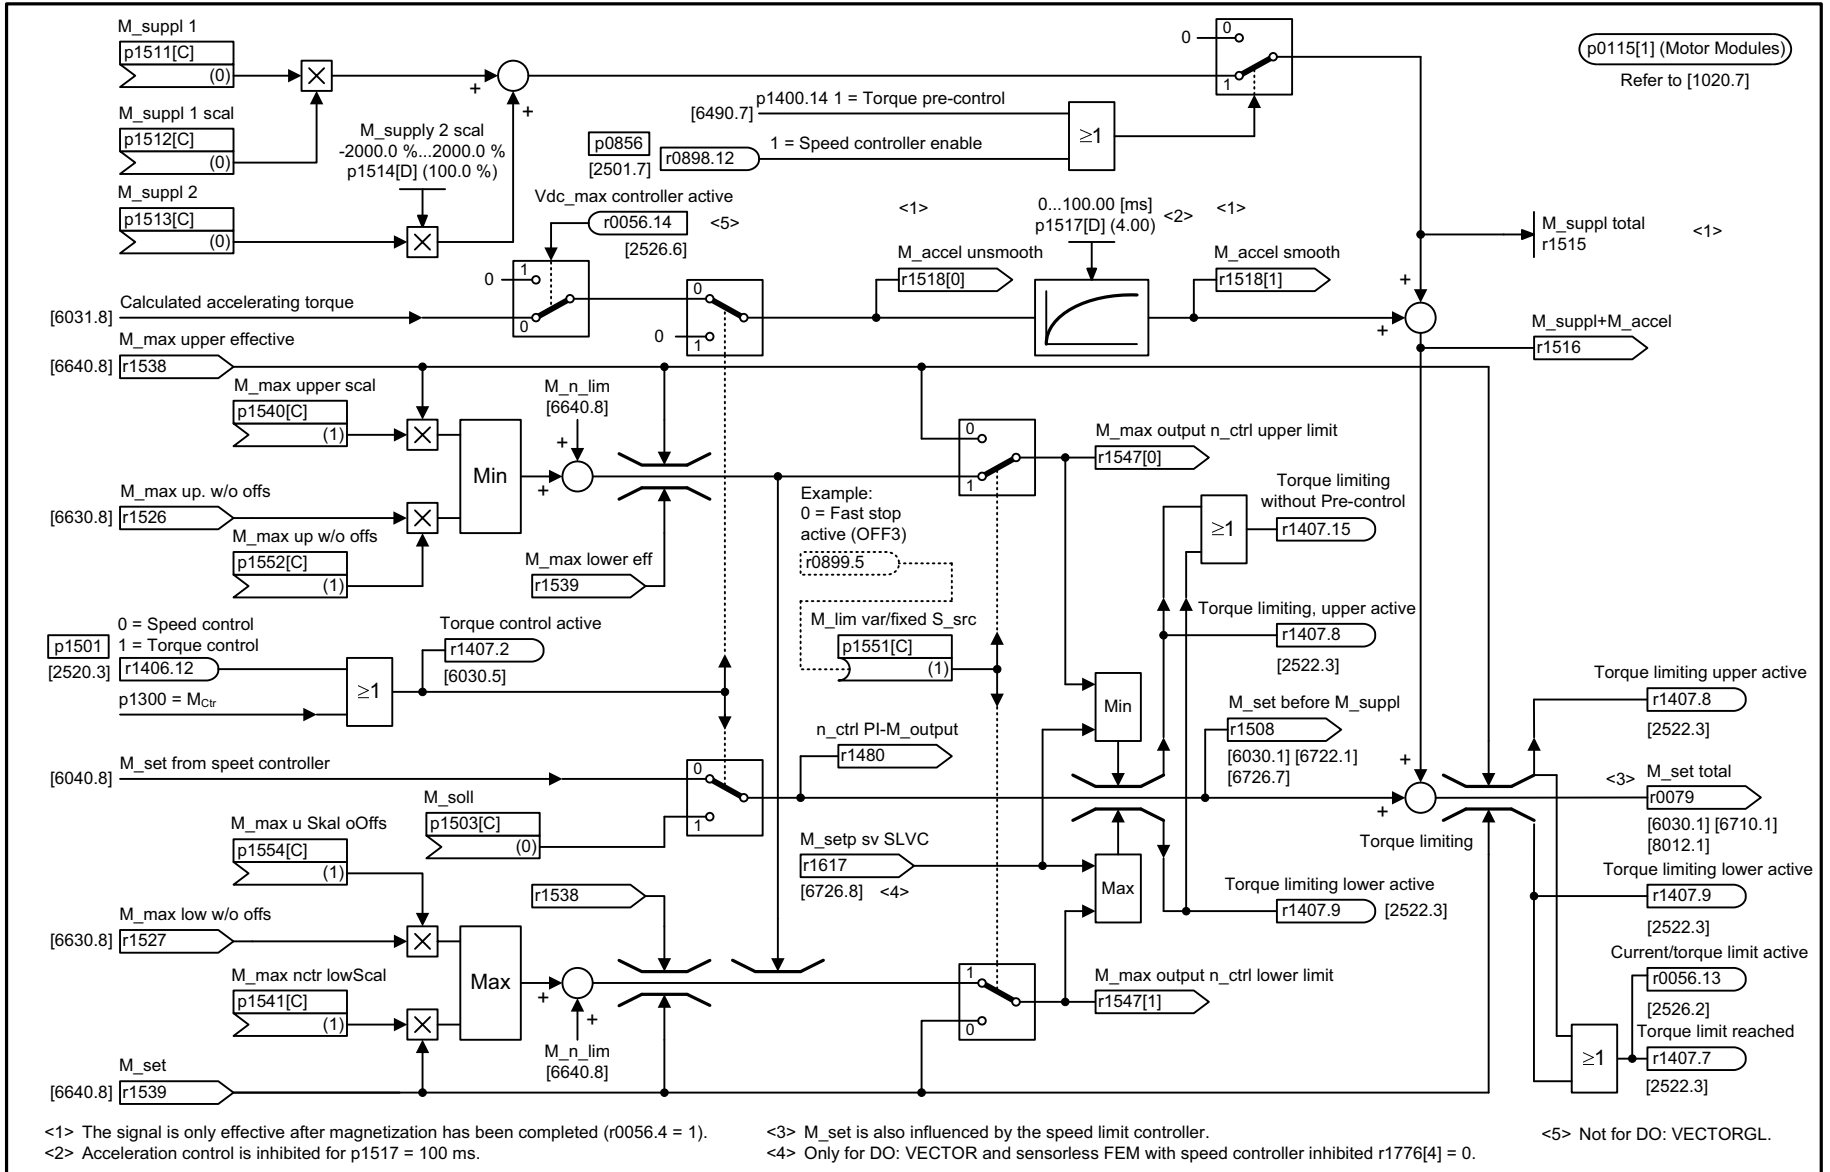 M_suppl 1
p1511[C]
(0)
M_suppl 1 scal
p1512[C]
(0)
M_supply 2 scal
-2000.0 %...2000.0 %
p1514[D] (100.0 %)
M_suppl 2
p1513[C]
(0)
+
+
0
0
1
p0115[1] (Motor Modules)
Refer to [1020.7]
p1400.14 1 = Torque pre-control
[6490.7]
p0856
[2501.7]
r0898.12
1 = Speed controller enable
≥1
Vdc_max controller active
r0056.14
<5>
[2526.6]
0
1
0
0
0
1
<1>
M_accel unsmooth
r1518[0]
0...100.00 [ms]
p1517[D] (4.00)
<2>
<1>
M_accel smooth
r1518[1]
M_suppl total
r1515
<1>
+
+
M_suppl+M_accel
r1516
[6031.8]
Calculated accelerating torque
M_max upper effective
[6640.8]
r1538
M_max upper scal
p1540[C]
(1)
Min
M_n_lim
[6640.8]
+
+
M_max up. w/o offs
[6630.8]
r1526
M_max up w/o offs
p1552[C]
(1)
M_max lower eff
r1539
0
1
M_max output n_ctrl upper limit
r1547[0]
Example:
0 = Fast stop
active (OFF3)
r0899.5
M_lim var/fixed S_src
p1551[C]
(1)
Torque limiting
without Pre-control
≥1
r1407.15
Torque limiting, upper active
r1407.8
[2522.3]
0 = Speed control
1 = Torque control
p1501
[2520.3]
r1406.12
p1300 = MCtr
≥1
Torque control active
r1407.2
[6030.5]
Min
M_set before M_suppl
r1508
[6030.1] [6722.1]
[6726.7]
Torque limiting upper active
r1407.8
[2522.3]
n_ctrl PI-M_output
r1480
[6040.8]
M_set from speet controller
0
1
M_soll
p1503[C]
(0)
+
+
Torque limiting
<3>
M_set total
r0079
[6030.1] [6710.1]
[8012.1]
M_max u Skal oOffs
p1554[C]
(1)
M_setp sv SLVC
r1617
[6726.8]
<4>
Max
Torque limiting lower active
r1407.9
[2522.3]
Torque limiting lower active
r1407.9
[2522.3]
r1538
M_max low w/o offs
[6630.8]
r1527
M_max nctr lowScal
p1541[C]
(1)
Max
+
+
M_n_lim
[6640.8]
1
0
M_max output n_ctrl lower limit
r1547[1]
Current/torque limit active
r0056.13
[2526.2]
Torque limit reached
≥1
r1407.7
[2522.3]
M_set
[6640.8]
r1539
<1> The signal is only effective after magnetization has been completed (r0056.4 = 1).
<2> Acceleration control is inhibited for p1517 = 100 ms.
<3> M_set is also influenced by the speed limit controller.
<4> Only for DO: VECTOR and sensorless FEM with speed controller inhibited r1776[4] = 0.
<5> Not for DO: VECTORGL.